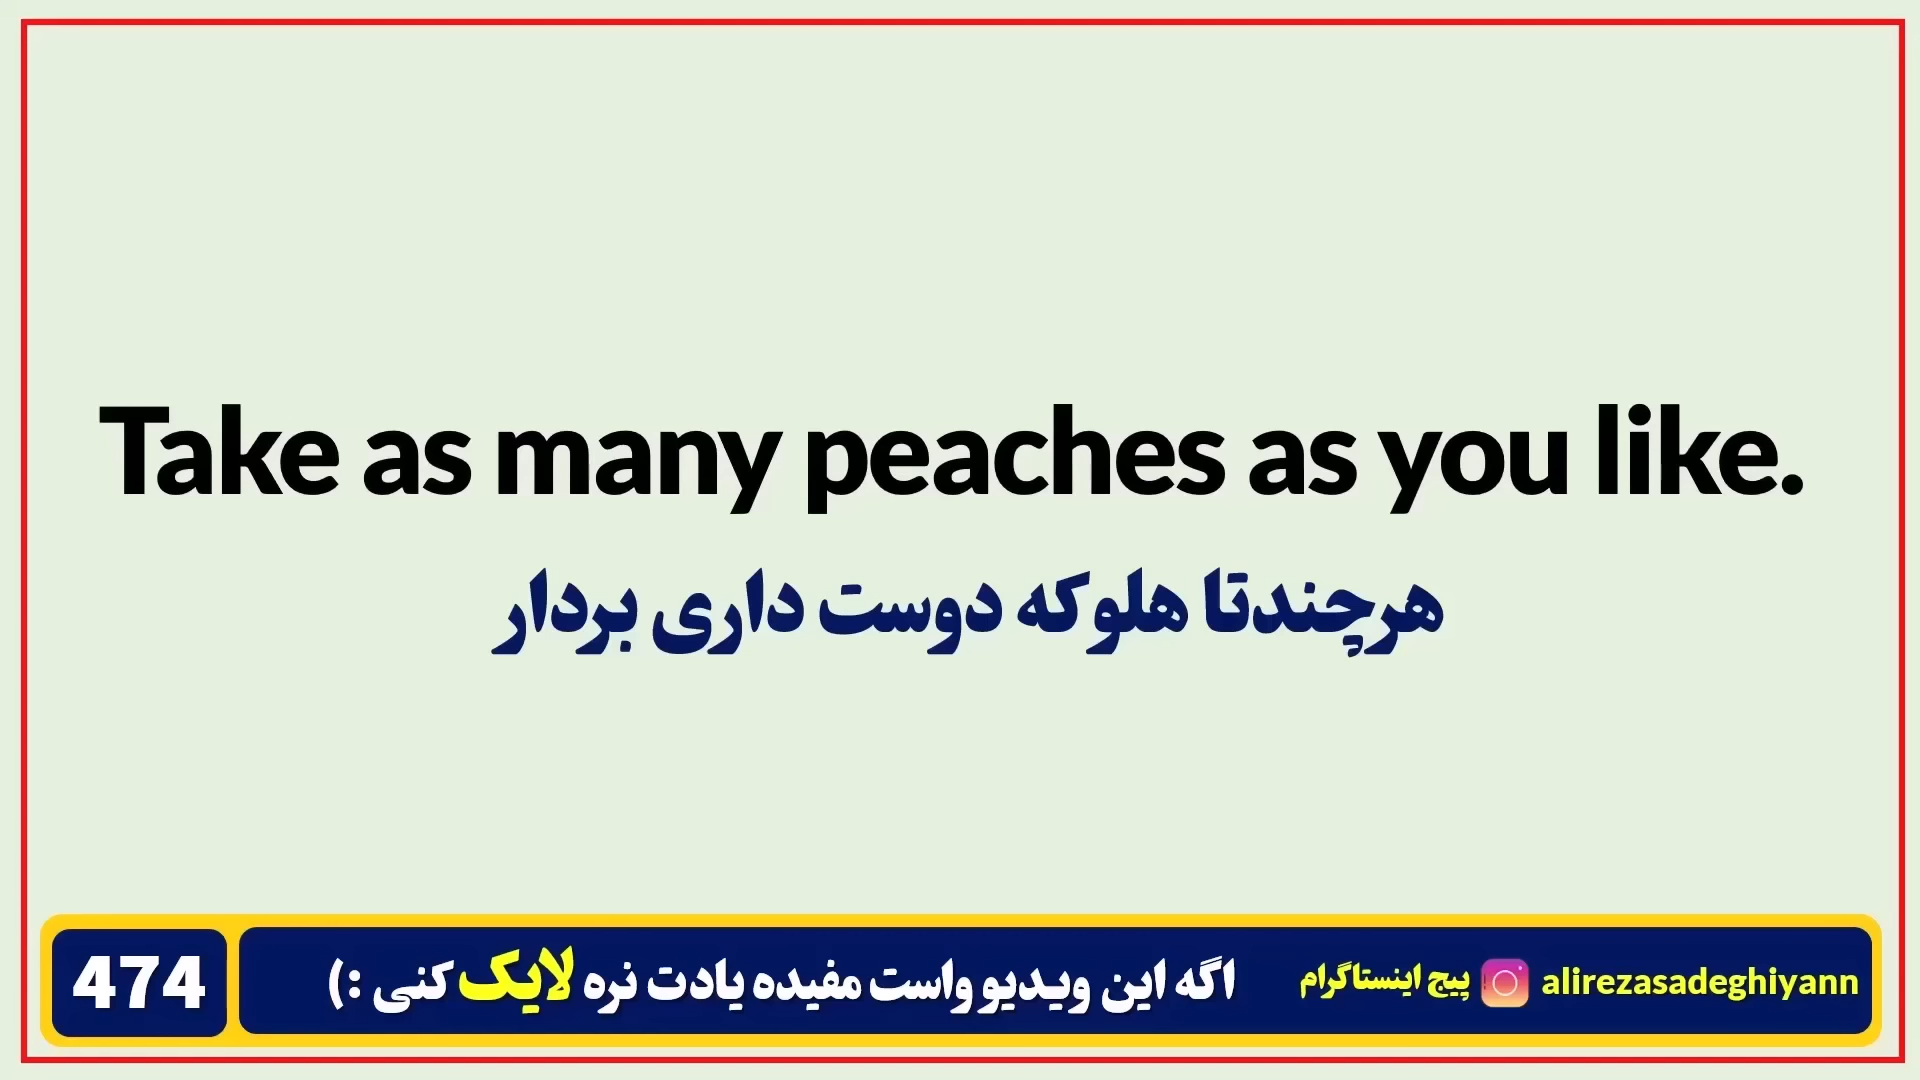 Take as many peaches as you like.
هرچندتا هلو که دوست داری بردار
474
اگه این ویدیو واست مفیده یادت نره لایک کنی :)
پیج اینستاگرام alirezasadeghiyann